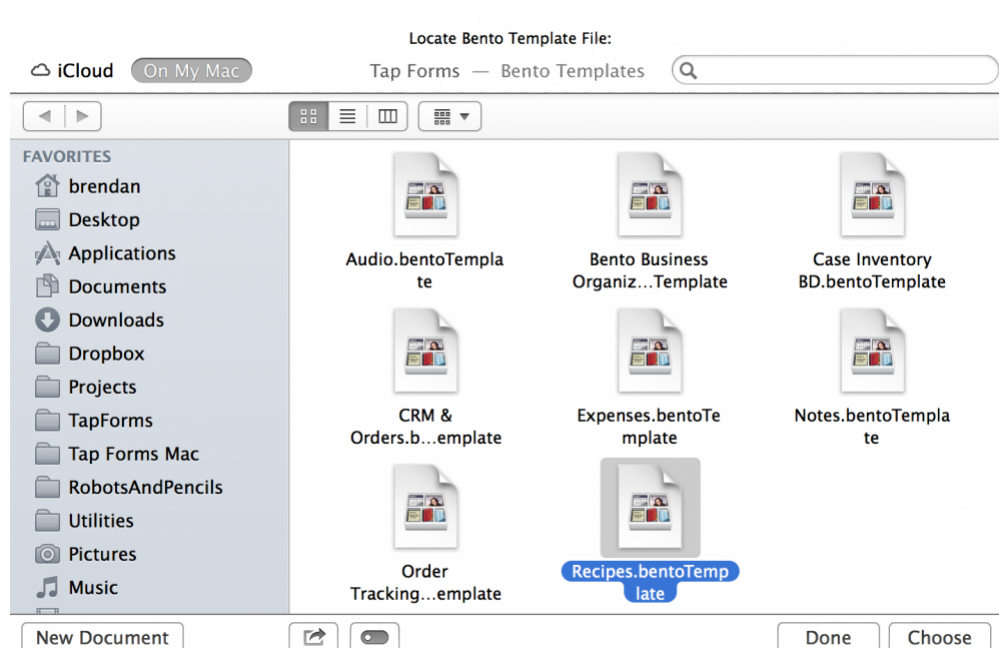 Locate Bento Template File:
iCloud On My Mac Tap Forms — Bento Templates
FAVORITES
brendan
Desktop
Applications
Documents
Downloads
Dropbox
Projects
TapForms
Tap Forms Mac
RobotsAndPencils
Utilities
Pictures
Music
Audio.bentoTempla
te
Bento Business
Organiz...Template
Case Inventory
BD.bentoTemplate
CRM &
Orders.b...emplate
Expenses.bentoTe
mplate
Notes.bentoTempla
te
Order
Tracking...emplate
Recipes.bentoTemp
late
New Document Done Choose